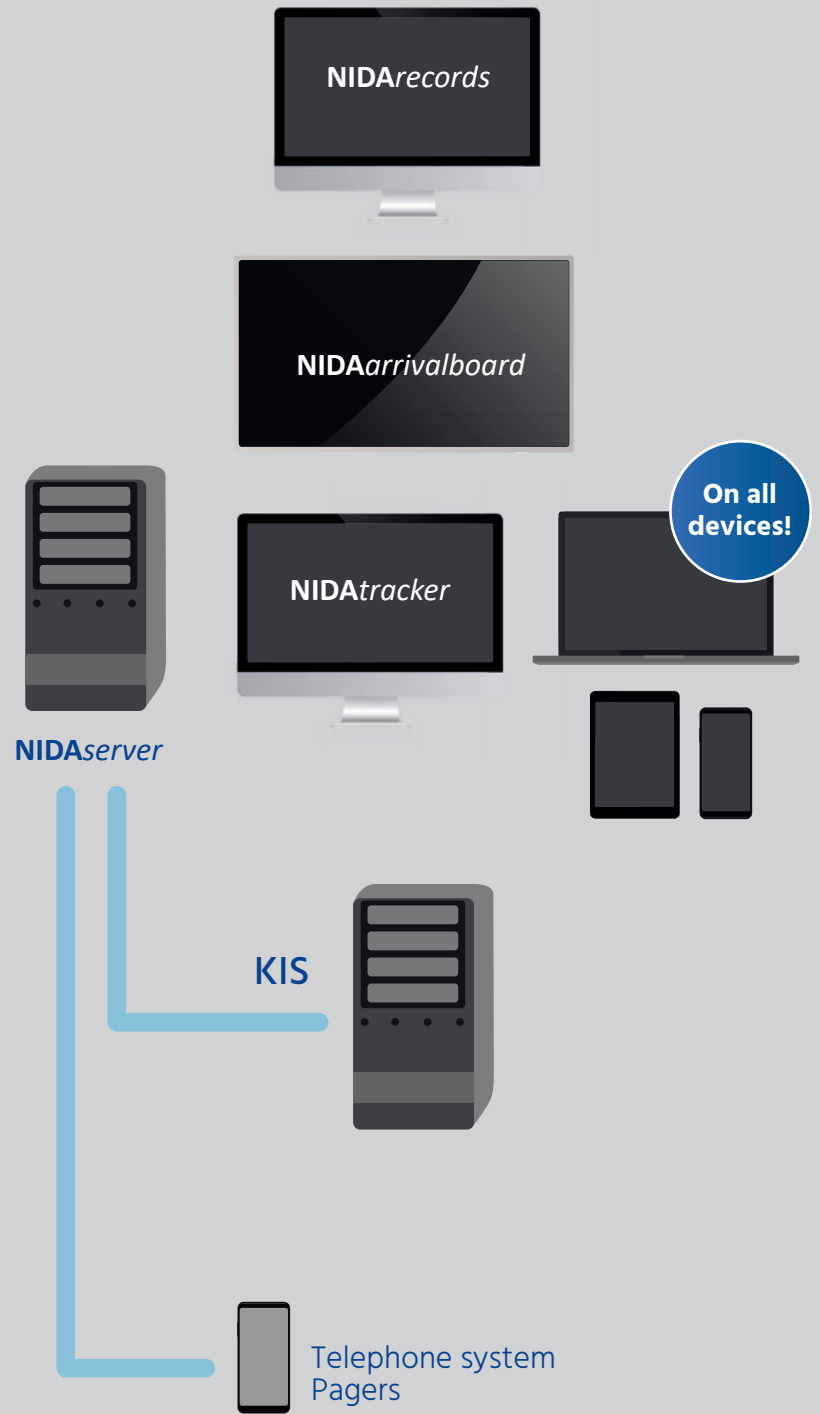 NIDArecords
NIDAarrivalboard
On all
devices!
NIDAtracker
NIDAserver
KIS
Telephone system
Pagers